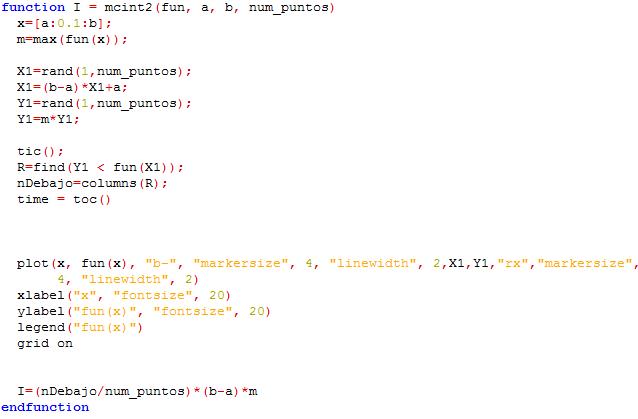 function I = mcint2(fun, a, b, num_puntos)
x=[a:0.1:b];
m=max(fun(x));
X1=rand(1,num_puntos);
X1=(b-a)*X1+a;
Y1=rand(1,num_puntos);
Y1=m*Y1;
tic();
R=find(Y1 < fun(X1));
nDebajo=columns(R);
time = toc()
plot(x, fun(x), "b-", "markersize", 4, "linewidth", 2,X1,Y1,"rx","markersize",
4, "linewidth", 2)
xlabel("x", "fontsize", 20)
ylabel("fun(x)", "fontsize", 20)
legend("fun(x)")
grid on
I=(nDebajo/num_puntos)*(b-a)*m
endfunction